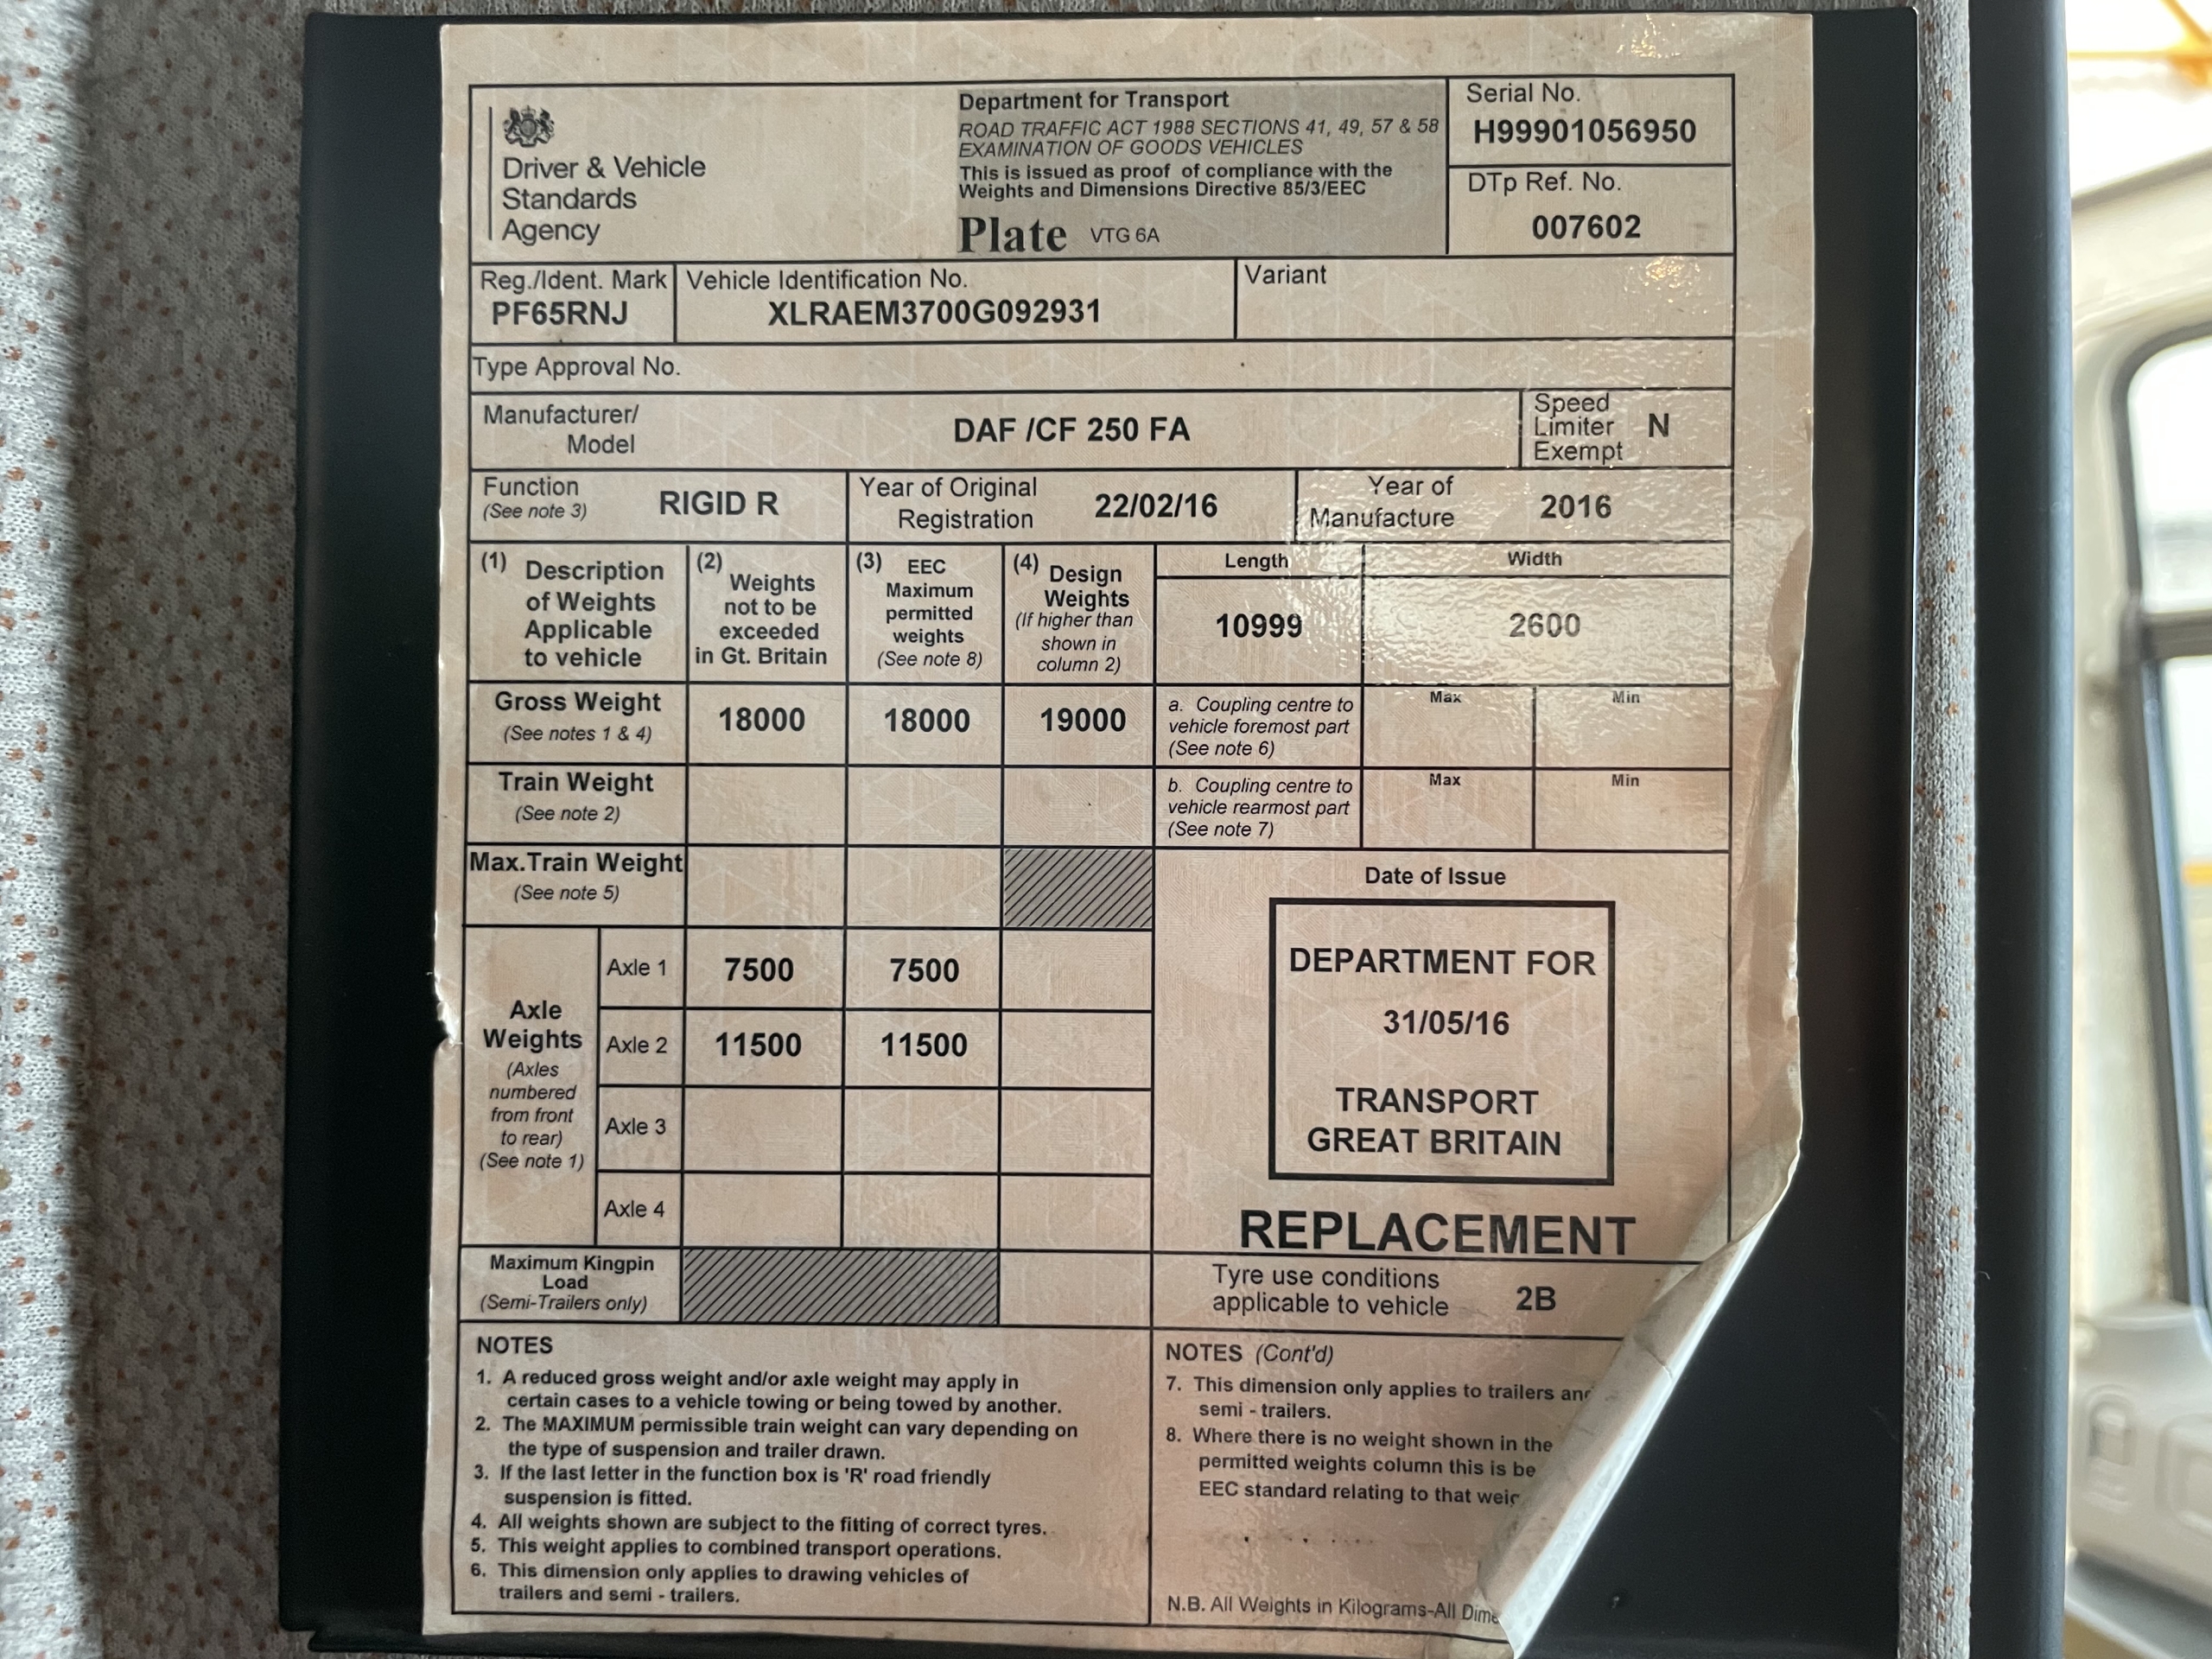 Driver & Vehicle
Standards
Agency
Department for Transport
ROAD TRAFFIC ACT 1988 SECTIONS 41, 49, 57 & 58
EXAMINATION OF GOODS VEHICLES
This is issued as proof of compliance with the
Weights and Dimensions Directive 85/3/EEC
Plate VTG 6A
Serial No.
H99901056950
DTp Ref. No.
007602
Reg./Ident. Mark
PF65RNJ
Vehicle Identification No.
XLRAEM3700G092931
Variant
Type Approval No.
Manufacturer/
Model
DAF /CF 250 FA
Speed
Limiter
Exempt
N
Function
(See note 3)
RIGID R
Year of Original
Registration
22/02/16
Year of
Manufacture
2016
(1) Description
of Weights
Applicable
to vehicle
(2) Weights
not to be
exceeded
in Gt. Britain
(3) EEC
Maximum
permitted
weights
(See note 8)
(4) Design
Weights
(If higher than
shown in
column 2)
Length
10999
Width
2600
Gross Weight
(See notes 1 & 4)
18000
18000
19000
a. Coupling centre to
vehicle foremost part
(See note 6)
Max
Min
Train Weight
(See note 2)
b. Coupling centre to
vehicle rearmost part
(See note 7)
Max
Min
Max.Train Weight
(See note 5)
Axle
Weights
(Axles
numbered
from front
to rear)
(See note 1)
Axle 1
7500
7500
Axle 2
11500
11500
Axle 3
Axle 4
Date of Issue
DEPARTMENT FOR
31/05/16
TRANSPORT
GREAT BRITAIN
REPLACEMENT
Maximum Kingpin
Load
(Semi-Trailers only)
Tyre use conditions
applicable to vehicle
2B
NOTES
1. A reduced gross weight and/or axle weight may apply in
certain cases to a vehicle towing or being towed by another.
2. The MAXIMUM permissible train weight can vary depending on
the type of suspension and trailer drawn.
3. If the last letter in the function box is 'R' road friendly
suspension is fitted.
4. All weights shown are subject to the fitting of correct tyres.
5. This weight applies to combined transport operations.
6. This dimension only applies to drawing vehicles of
trailers and semi - trailers.
NOTES (Cont'd)
7. This dimension only applies to trailers and
semi - trailers.
8. Where there is no weight shown in the
permitted weights column this is be
EEC standard relating to that
N.B. All Weights in Kilograms-All